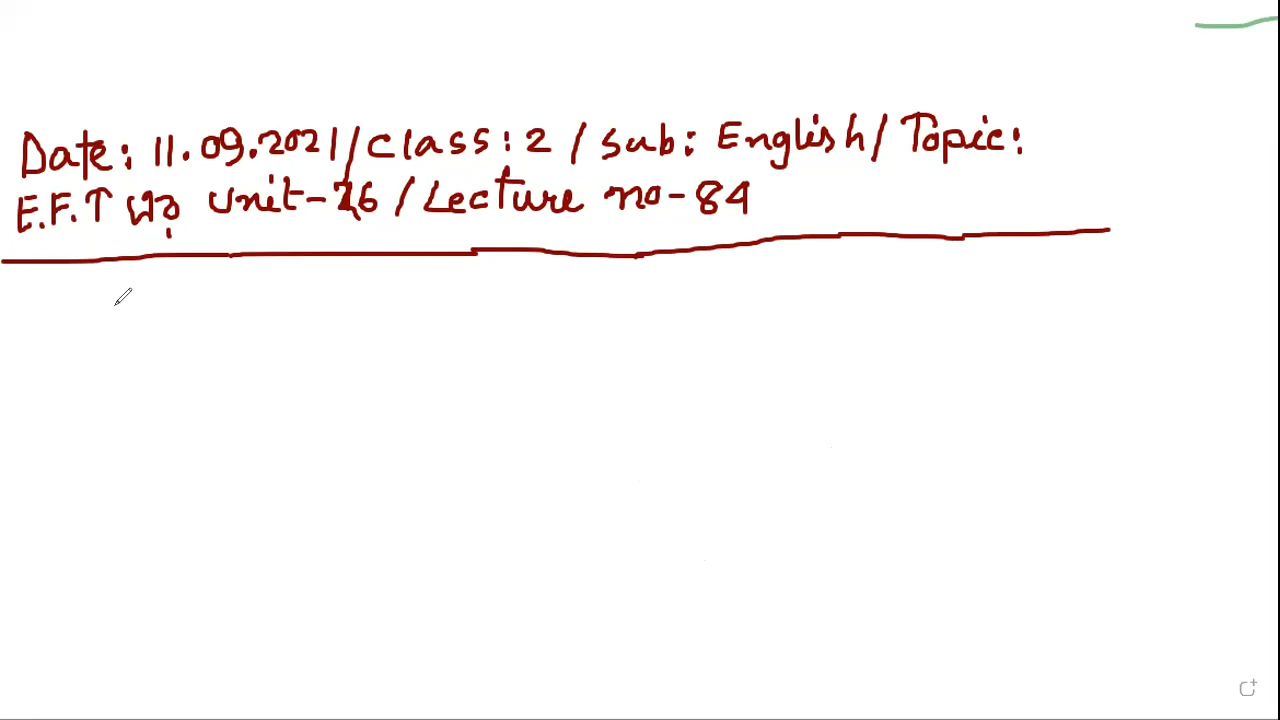 Date: 11.09.2021/Class: 2 / Sub: English/ Topic:
E.F.T এর Unit-26 / Lecture no-84